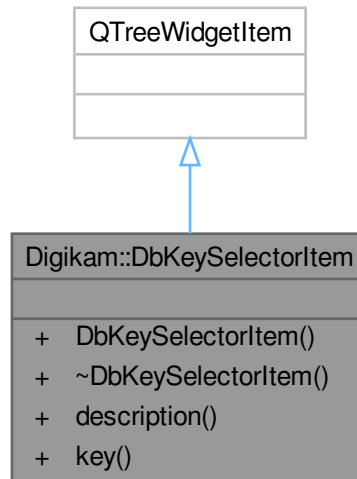 QTreeWidgetItem
Digikam::DbKeySelectorItem
+ DbKeySelectorItem()
+ ~DbKeySelectorItem()
+ description()
+ key()